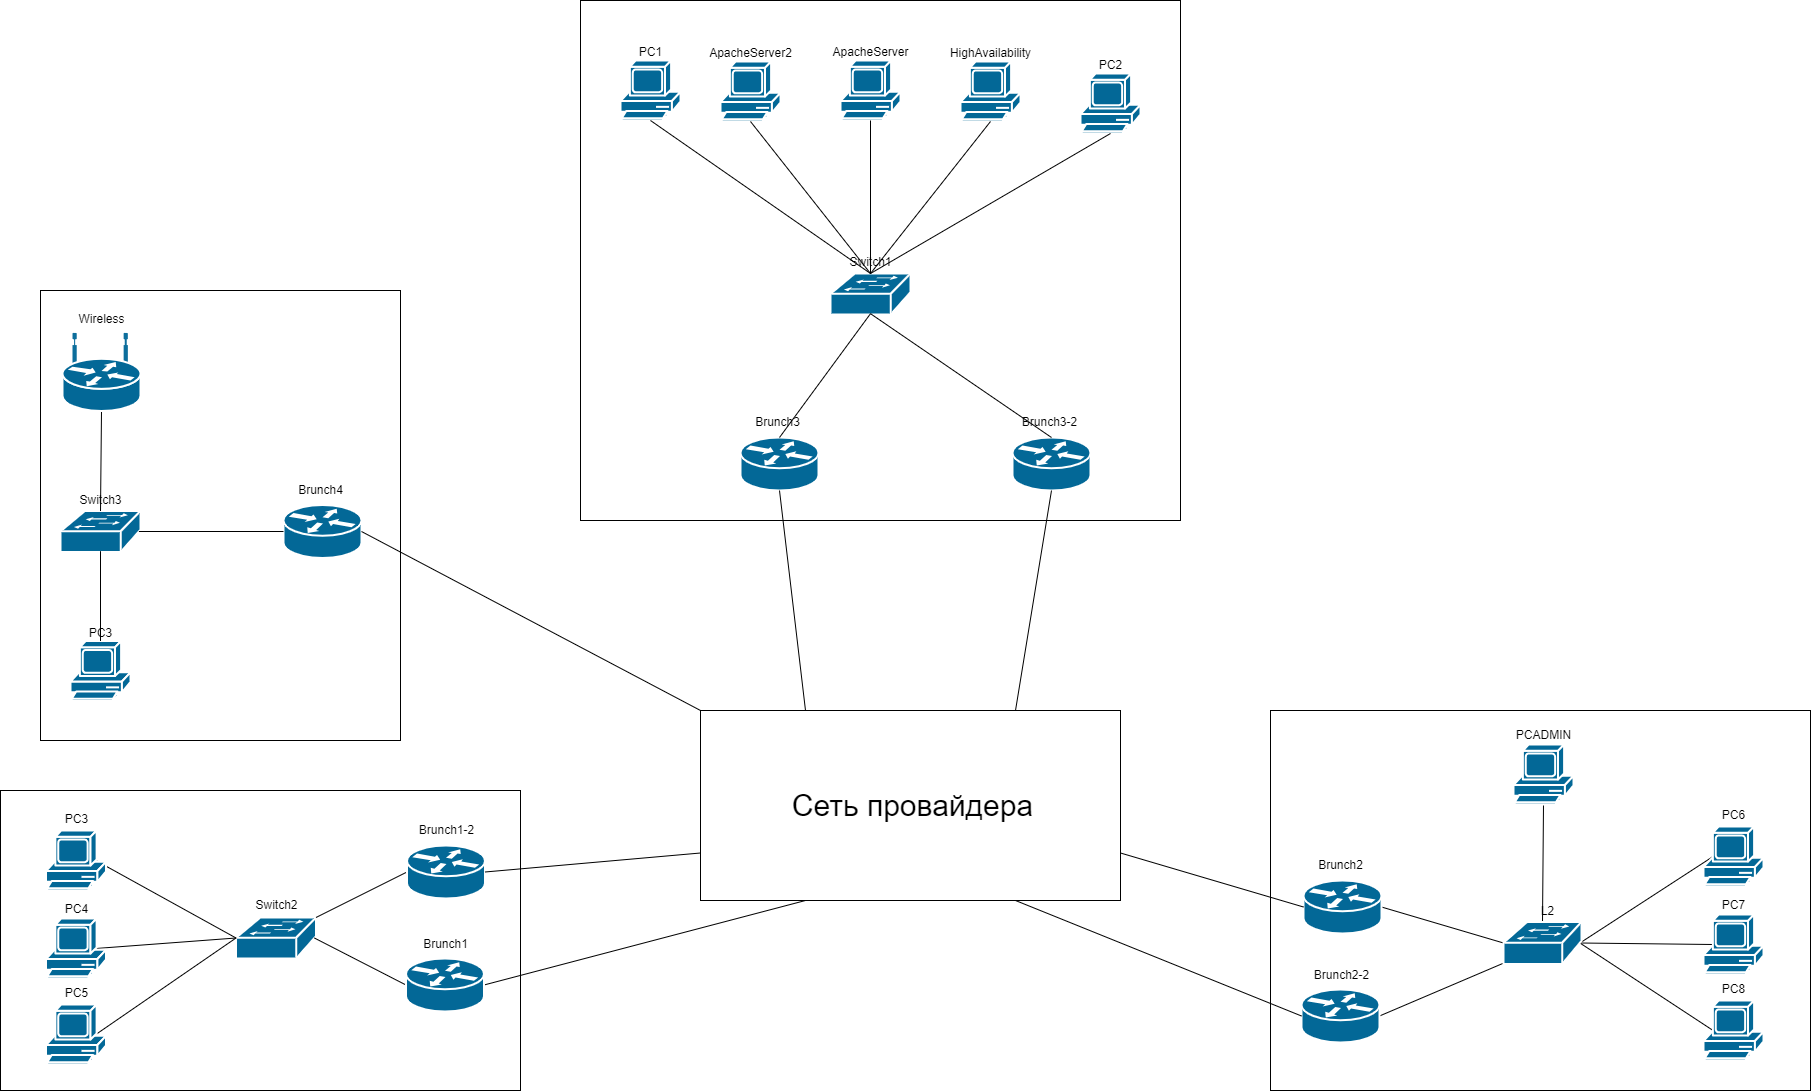 PC1
ApacheServer2
ApacheServer
HighAvailability
PC2
Switch1
Brunch3
Brunch3-2
Wireless
Switch3
Brunch4
PC3
Сеть провайдера
PC3
PC4
PC5
Switch2
Brunch1-2
Brunch1
PCADMIN
Brunch2
Brunch2-2
L2
PC6
PC7
PC8